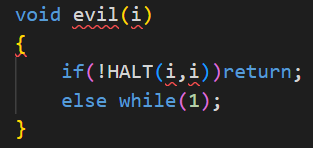 void evil(i)
{
    if(!HALT(i,i))return;
    else while(1);
}